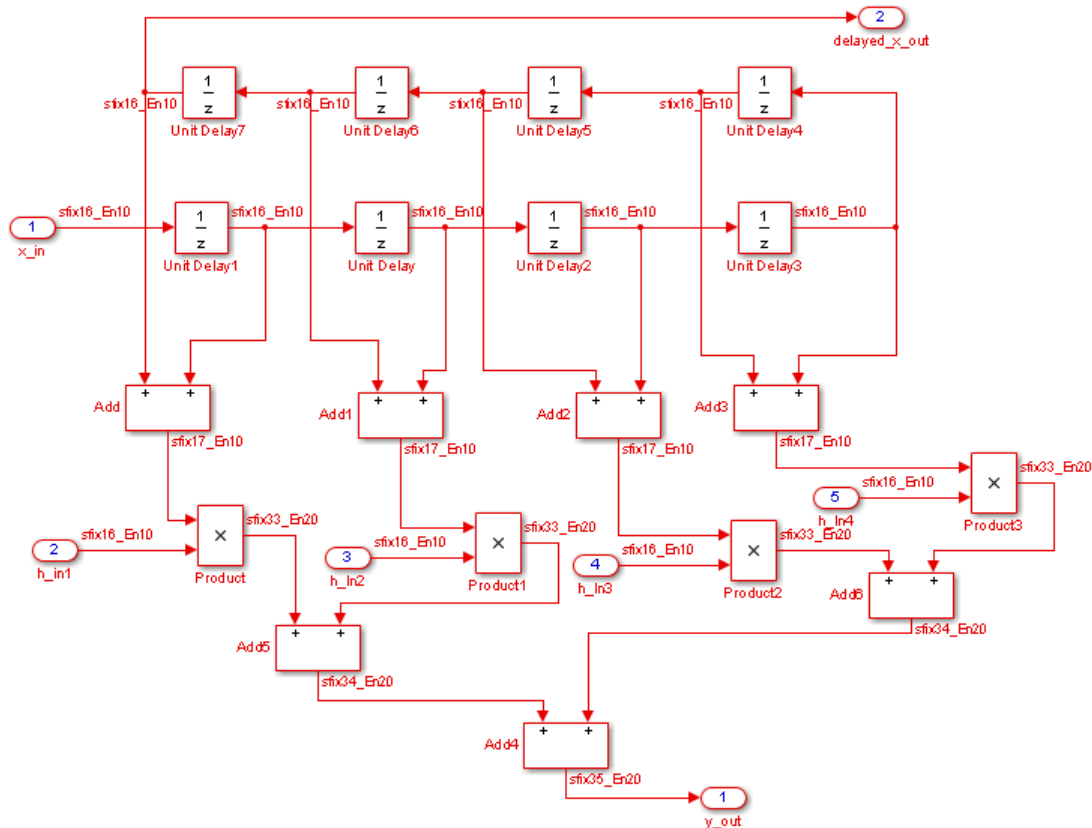 2
delayed_x_out
1
z
1
z
1
z
1
z
sfix16_En10
sfix16_En10
sfix16_En10
sfix16_En10
Unit Delay7
Unit Delay6
Unit Delay5
Unit Delay4
sfix16_En10
sfix16_En10
sfix16_En10
sfix16_En10
sfix16_En10
1
x_in
1
z
1
z
1
z
1
z
Unit Delay1
Unit Delay
Unit Delay2
Unit Delay3
+ +
Add
+ +
Add1
+ +
Add2
+ +
Add3
sfix17_En10
sfix17_En10
sfix17_En10
sfix17_En10
sfix16_En10
5
h_In4
×
sfix33_En20
Product3
sfix16_En10
2
h_in1
×
sfix33_En20
Product
3
sfix16_En10
h_In2
×
sfix33_En20
Product1
sfix16_En10
4
h_In3
×
sfix33_En20
Product2
+ +
Add6
sfix34_En20
+ +
Add5
sfix34_En20
+ +
Add4
sfix35_En20
1
y_out